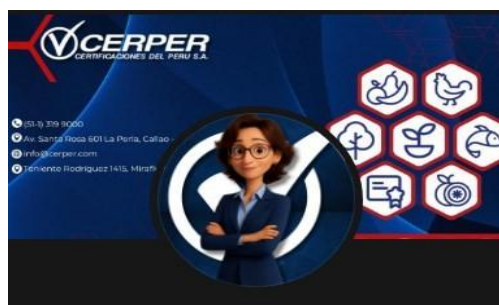 CERPER
CERTIFICACIONES DEL PERU S.A.
(51-1) 319 9000
Av. Santa Rosa 601 La Perla, Callao -
info@cerper.com
Teniente Rodriguez 1415, Mirafl